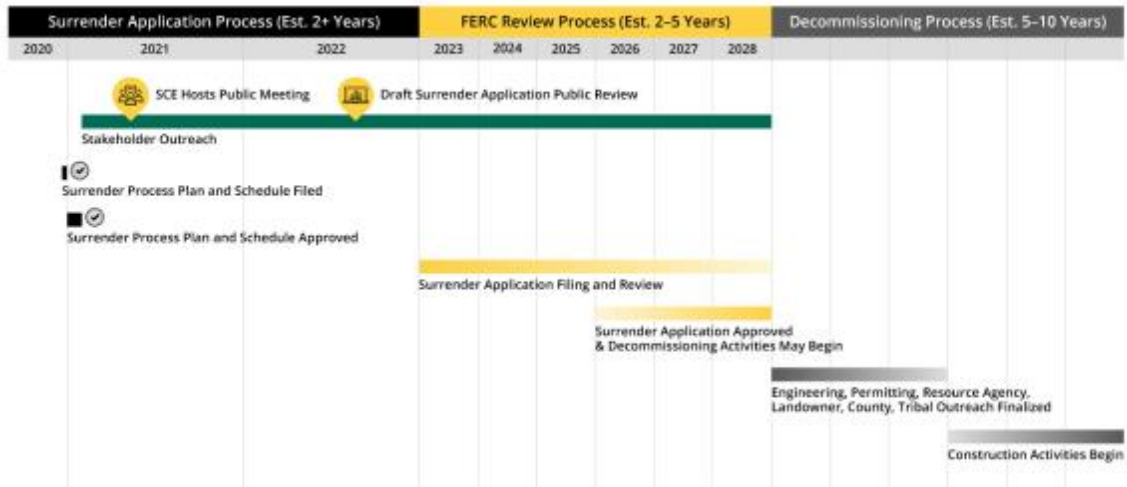 Surrender Application Process (Est. 2+ Years)
FERC Review Process (Est. 2–5 Years)
Decommissioning Process (Est. 5–10 Years)
2020
2021
2022
2023
2024
2025
2026
2027
2028
SCE Hosts Public Meeting
Draft Surrender Application Public Review
Stakeholder Outreach
Surrender Process Plan and Schedule Filed
Surrender Process Plan and Schedule Approved
Surrender Application Filing and Review
Surrender Application Approved
& Decommissioning Activities May Begin
Engineering, Permitting, Resource Agency,
Landowner, County, Tribal Outreach Finalized
Construction Activities Begin